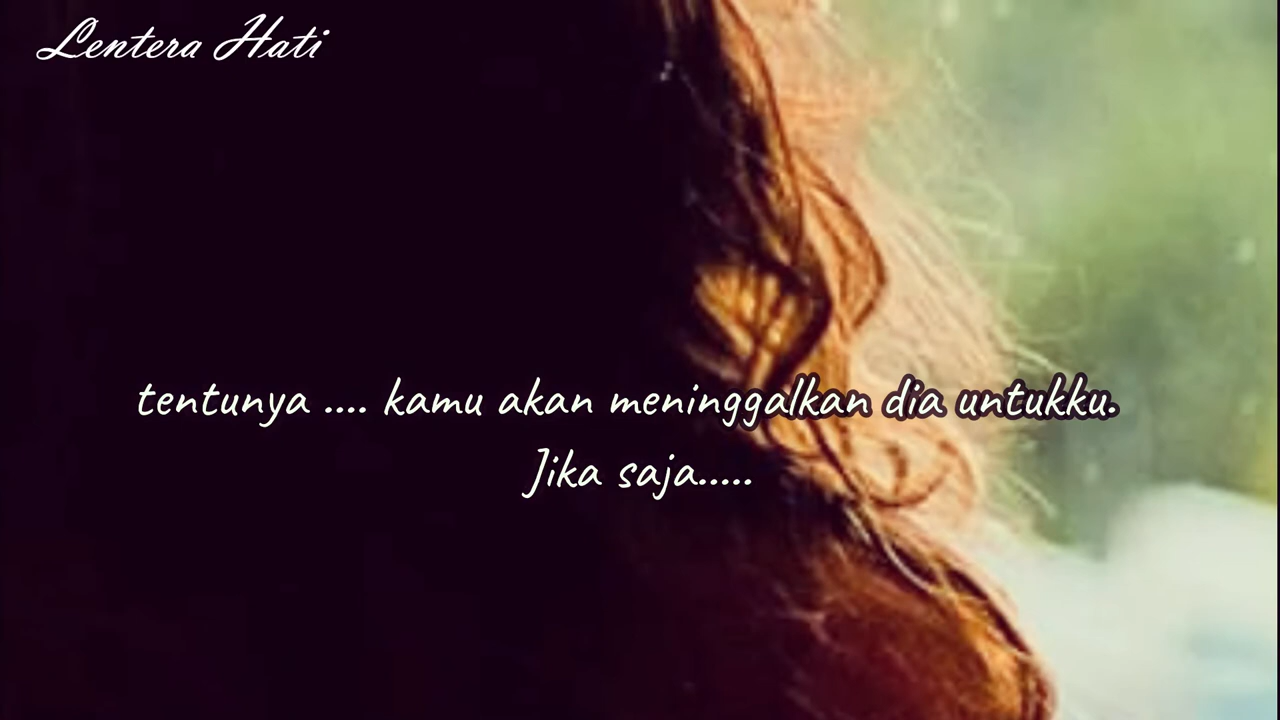 Lentera Hati
tentunya .... kamu akan meninggalkan dia untukku.
Jika saja.....